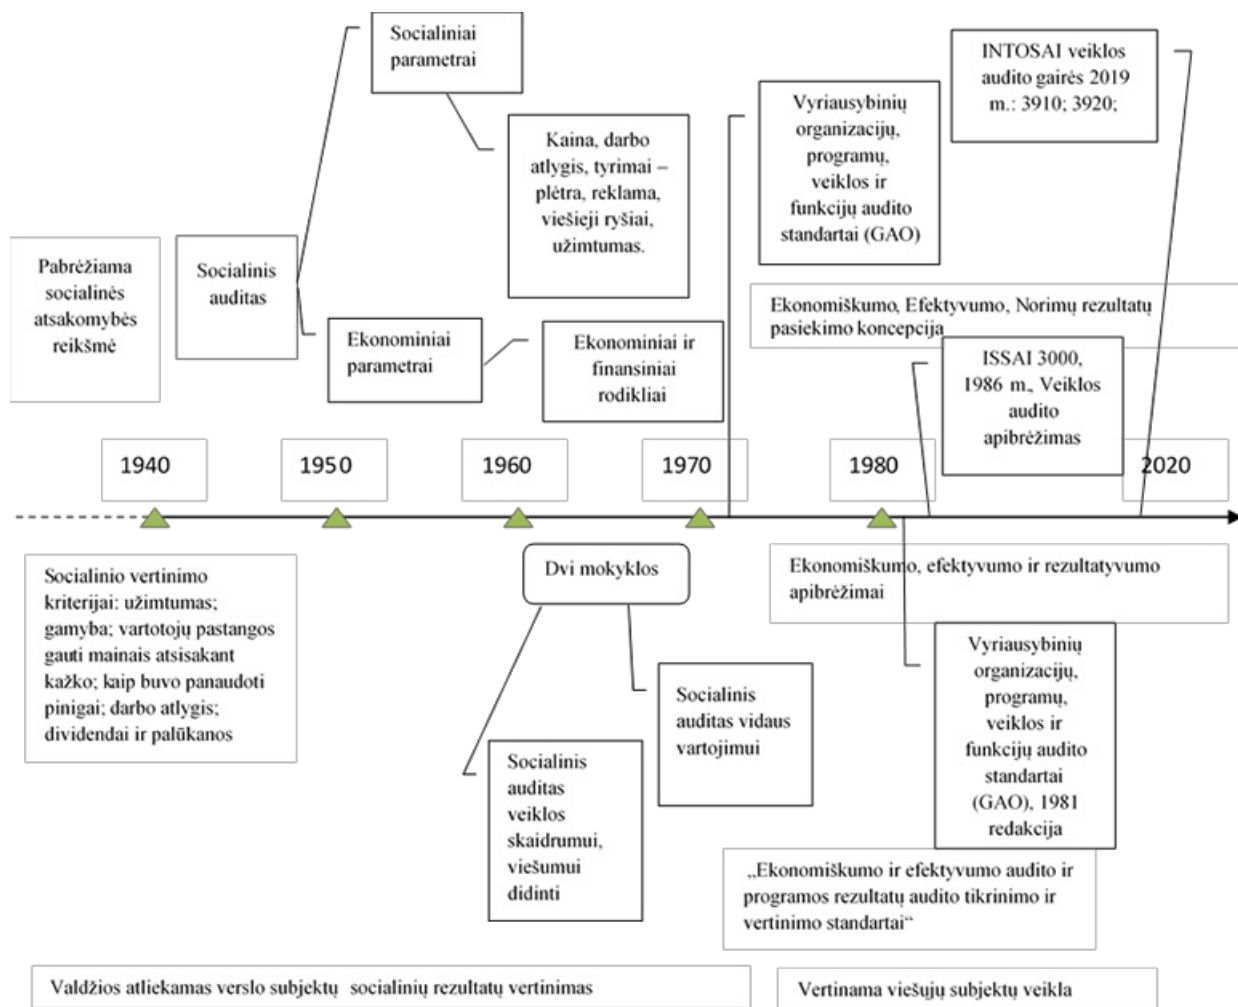 Socialiniai
parametrai
INTOSAI veiklos
audito gairės 2019
m.: 3910; 3920;
Vyriausybinių
organizacijų,
programų,
veiklos ir
funkcijų audito
standartai (GAO)
Kaina, darbo
atlygis, tyrimai –
plėtra, reklama,
viešieji ryšiai,
užimtumas.
Pabrėžiama
socialinės
atsakomybės
reikšmė
Socialinis
auditas
Ekonominiai
parametrai
Ekonominiai ir
finansiniai
rodikliai
Ekonomiškumo, Efektyvumo, Norimų rezultatų
pasiekimo koncepcija
ISSAI 3000,
1986 m., Veiklos
audito
apibrėžimas
1940
1950
1960
1970
1980
2020
Socialinio vertinimo
kriterijai: užimtumas;
gamyba; vartotojų pastangos
gauti mainais atsisakant
kažko; kaip buvo panaudoti
pinigai; darbo atlygis;
dividendai ir palūkanos
Dvi mokyklos
Ekonomiškumo, efektyvumo ir rezultatyvumo
apibrėžimai
Socialinis
auditas vidaus
vartojimui
Socialinis
auditas
veiklos
skaidrumui,
viešumui
didinti
Vyriausybinių
organizacijų,
programų,
veiklos ir
funkcijų audito
standartai
(GAO), 1981
redakcija
„Ekonomiškumo ir efektyvumo audito ir
programos rezultatų audito tikrinimo ir
vertinimo standartai“
Valdžios atliekamas verslo subjektų socialinių rezultatų vertinimas
Vertinama viešųjų subjektų veikla